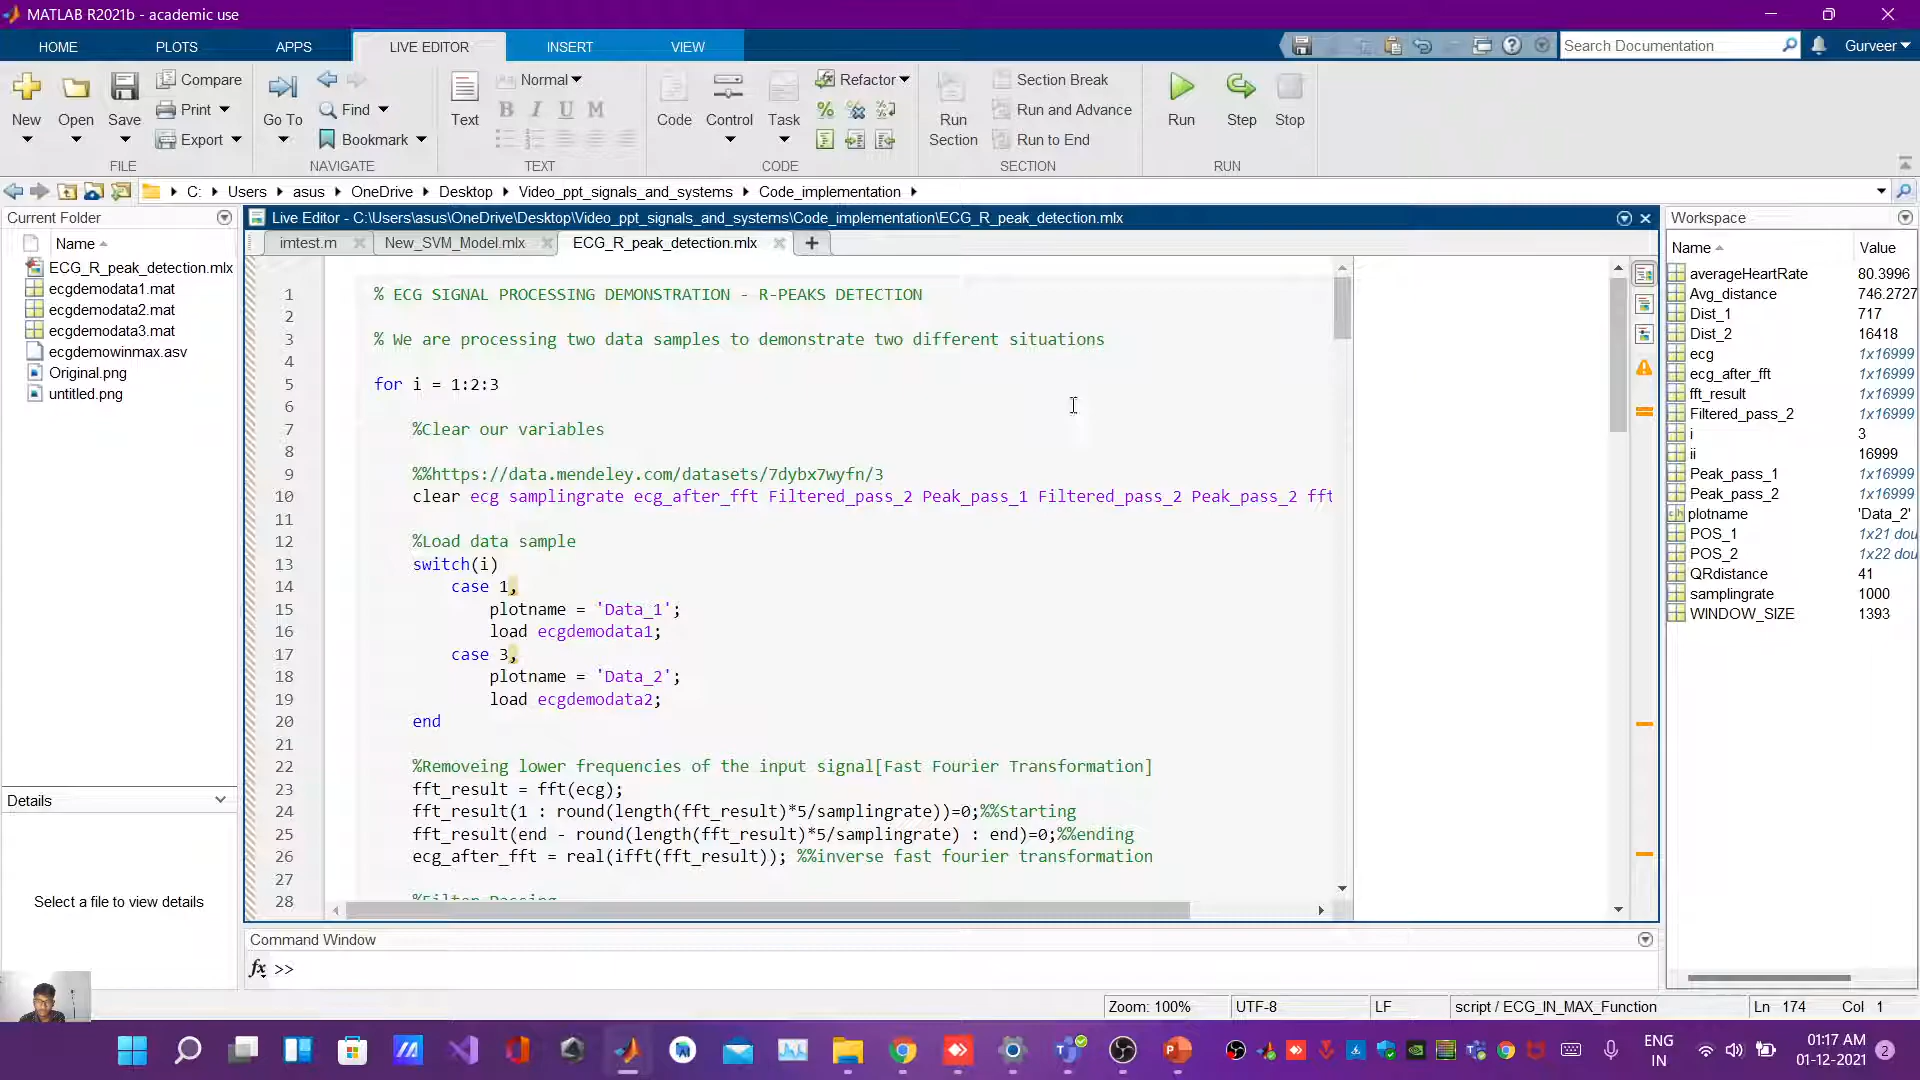 MATLAB R2021b - academic use
HOME PLOTS APPS LIVE EDITOR INSERT VIEW
Search Documentation
Gurveer
New Open Save Compare Print Export
FILE
Go To Find Bookmark
NAVIGATE
Text Normal
B I U M
TEXT
Code Control Task Refactor
CODE
Run Section
Section Break
Run and Advance
Run to End
SECTION
Run Step Stop
RUN
C: Users asus OneDrive Desktop Video_ppt_signals_and_systems Code_implementation
Current Folder
Name
ECG_R_peak_detection.mlx
ecgdemodata1.mat
ecgdemodata2.mat
ecgdemodata3.mat
ecgdemowinmax.asv
Original.png
untitled.png
Details
Select a file to view details
Live Editor - C:\Users\asus\OneDrive\Desktop\Video_ppt_signals_and_systems\Code_implementation\ECG_R_peak_detection.mlx
imtest.m New_SVM_Model.mlx ECG_R_peak_detection.mlx
1 % ECG SIGNAL PROCESSING DEMONSTRATION - R-PEAKS DETECTION
2
3 % We are processing two data samples to demonstrate two different situations
4
5 for i = 1:2:3
6
7 %Clear our variables
8
9 %%https://data.mendeley.com/datasets/7dybx7wyfn/3
10 clear ecg samplingrate ecg_after_fft Filtered_pass_2 Peak_pass_1 Filtered_pass_2 Peak_pass_2 fft
11
12 %Load data sample
13 switch(i)
14 case 1,
15 plotname = 'Data_1';
16 load ecgdemodata1;
17 case 3,
18 plotname = 'Data_2';
19 load ecgdemodata2;
20 end
21
22 %Removeing lower frequencies of the input signal[Fast Fourier Transformation]
23 fft_result = fft(ecg);
24 fft_result(1 : round(length(fft_result)*5/samplingrate))=0;%%Starting
25 fft_result(end - round(length(fft_result)*5/samplingrate) : end)=0;%%ending
26 ecg_after_fft = real(ifft(fft_result)); %%inverse fast fourier transformation
27
28
Workspace
Name Value
averageHeartRate 80.3996
Avg_distance 746.2727
Dist_1 717
Dist_2 16418
ecg 1x16999
ecg_after_fft 1x16999
fft_result 1x16999
Filtered_pass_2 1x16999
i 3
ii 16999
Peak_pass_1 1x16999
Peak_pass_2 1x16999
plotname 'Data_2'
POS_1 1x21 dou
POS_2 1x22 dou
QRdistance 41
samplingrate 1000
WINDOW_SIZE 1393
Command Window
fx >>
Zoom: 100% UTF-8 LF script / ECG_IN_MAX_Function Ln 174 Col 1
ENG
IN
01:17 AM
01-12-2021
2